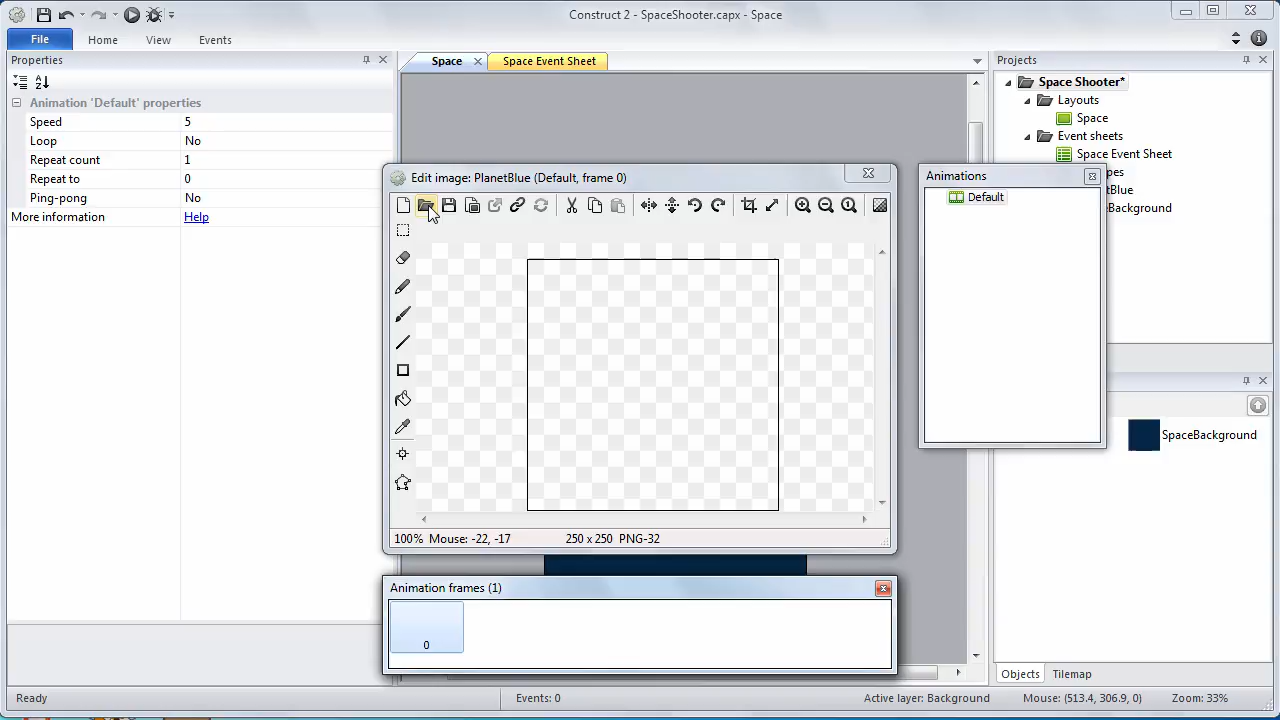 Construct 2 - SpaceShooter.capx - Space
File Home View Events
Properties
Animation 'Default' properties
Speed 5
Loop No
Repeat count 1
Repeat to 0
Ping-pong No
More information Help
Space Space Event Sheet
Edit image: PlanetBlue (Default, frame 0)
100% Mouse: -22, -17 250 x 250 PNG-32
Animation frames (1)
0
Animations
Default
Projects
Space Shooter*
Layouts
Space
Event sheets
Space Event Sheet
SpaceBackground
Objects Tilemap
Ready Events: 0 Active layer: Background Mouse: (513.4, 306.9, 0) Zoom: 33%